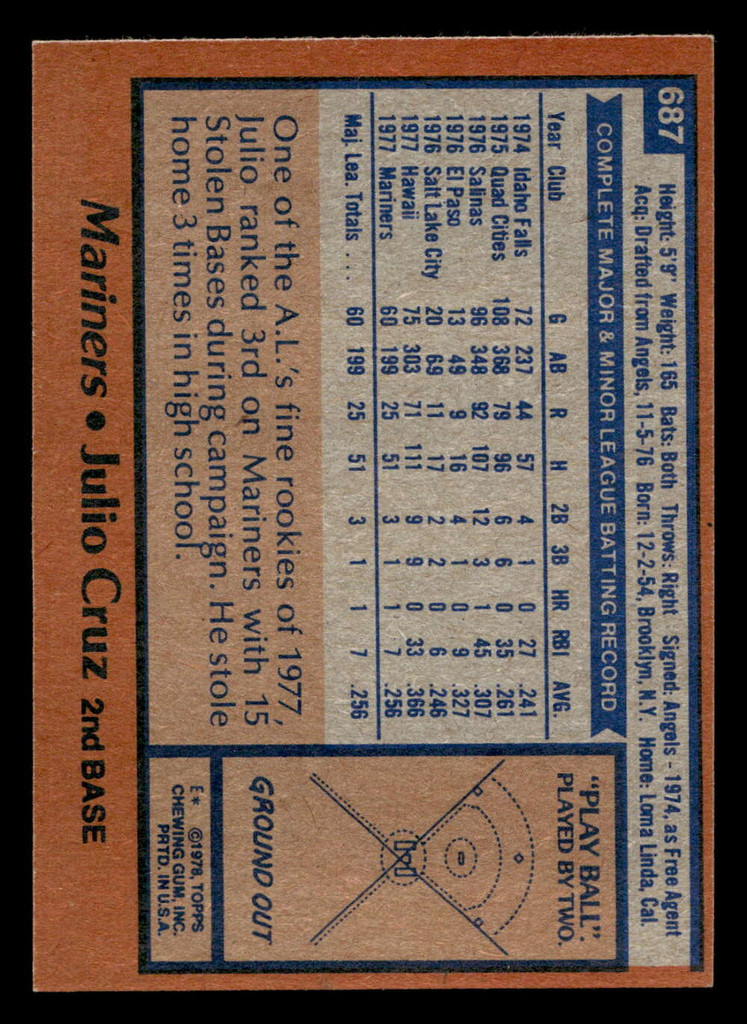 687
Height: 5'9" Weight: 165 Bats: Both Throws: Right Signed: Angels - 1974, as Free Agent
Acq: Drafted from Angels, 11-5-76 Born: 12-2-54, Brooklyn, N.Y. Home: Loma Linda, Cal.
COMPLETE MAJOR & MINOR LEAGUE BATTING RECORD
Year Club G AB R H 2B 3B HR RBI AVG.
1974 Idaho Falls 72 237 44 57 4 1 0 27 .241
1975 Quad Cities 108 368 79 96 6 6 0 35 .261
1976 Salinas 96 348 92 107 12 3 1 45 .307
1976 El Paso 13 49 9 16 4 1 0 9 .327
1976 Salt Lake City 20 69 11 17 2 2 0 6 .246
1977 Hawaii 75 303 71 111 9 9 0 33 .366
1977 Mariners 60 199 25 51 3 1 1 7 .256
Maj. Lea. Totals ... 60 199 25 51 3 1 1 7 .256
One of the A.L.'s fine rookies of 1977,
Julio ranked 3rd on Mariners with 15
Stolen Bases during campaign. He stole
home 3 times in high school.
"PLAY BALL".
PLAYED BY TWO.
GROUND OUT
E* ©1978, TOPPS
CHEWING GUM, INC.
PRTD. IN U.S.A.
Mariners • Julio Cruz 2nd BASE